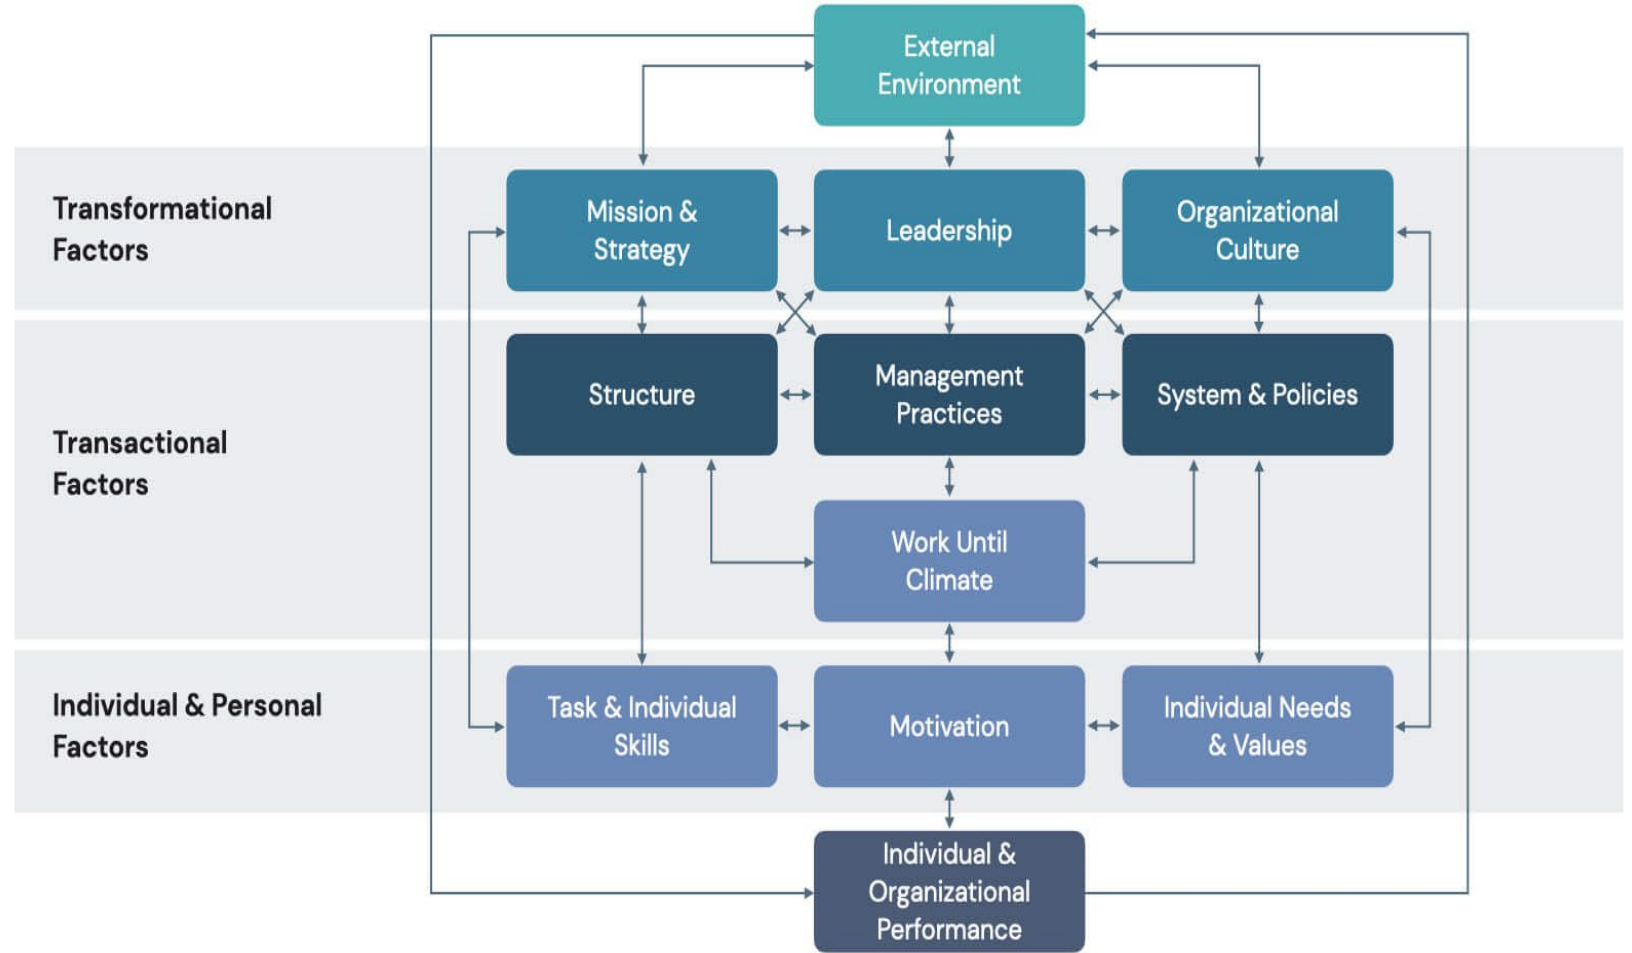 External
Environment
Transformational
Factors
Mission &
Strategy
Leadership
Organizational
Culture
Transactional
Factors
Structure
Management
Practices
System & Policies
Work Until
Climate
Individual & Personal
Factors
Task & Individual
Skills
Motivation
Individual Needs
& Values
Individual &
Organizational
Performance